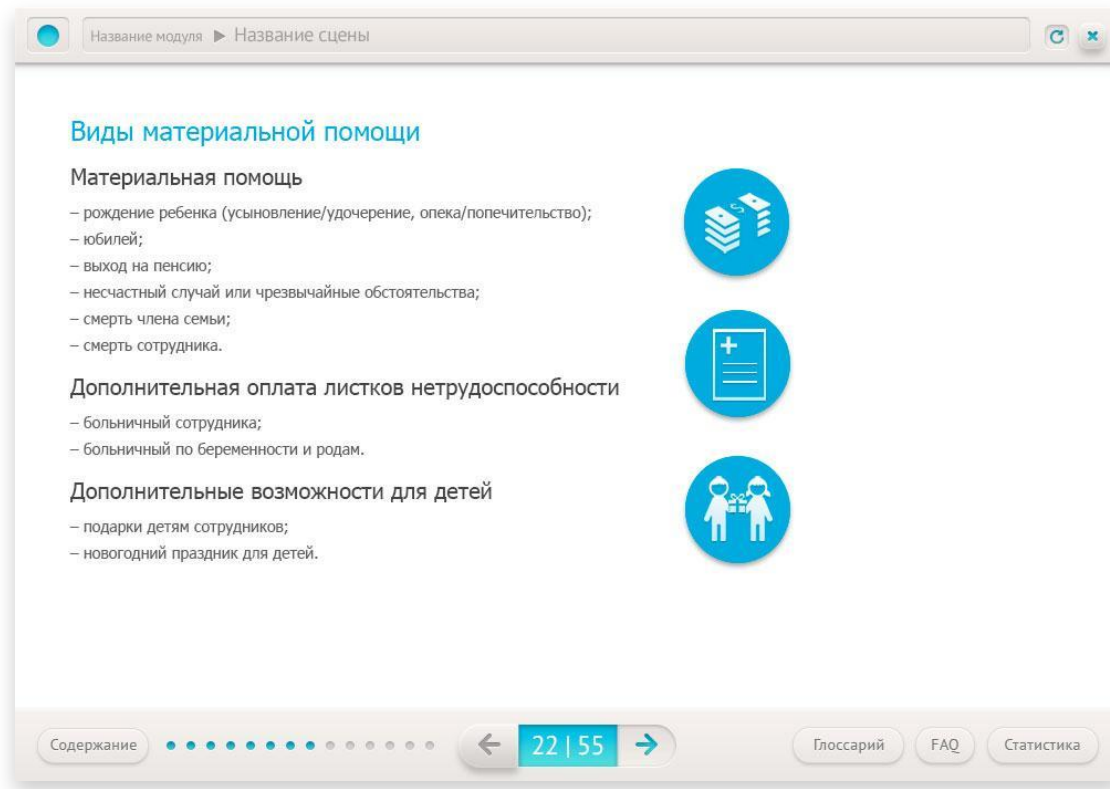 Название модуля ▶ Название сцены
Виды материальной помощи
Материальная помощь
– рождение ребенка (усыновление/удочерение, опека/попечительство);
– юбилей;
– выход на пенсию;
– несчастный случай или чрезвычайные обстоятельства;
– смерть члена семьи;
– смерть сотрудника.
Дополнительная оплата листков нетрудоспособности
– больничный сотрудника;
– больничный по беременности и родам.
Дополнительные возможности для детей
– подарки детям сотрудников;
– новогодний праздник для детей.
Содержание 22 | 55 Глоссарий FAQ Статистика